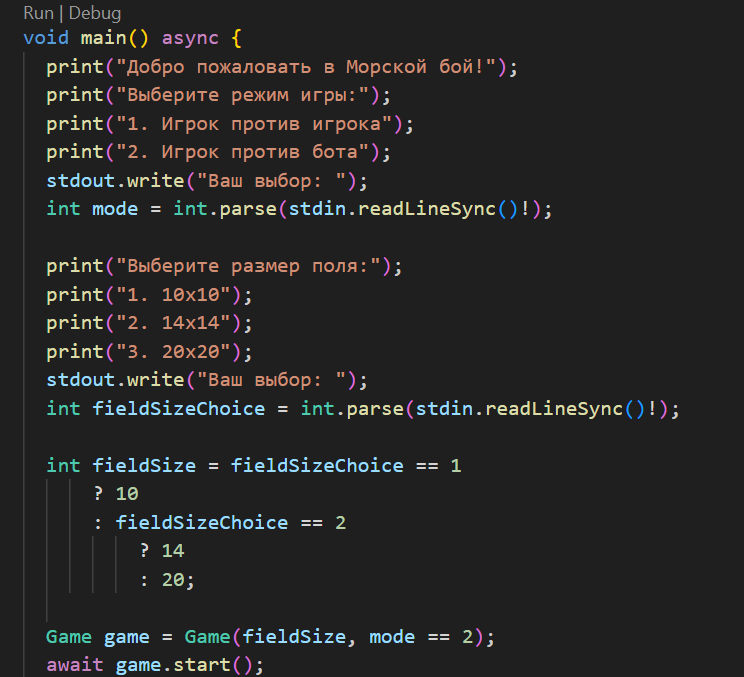 Run | Debug
void main() async {
print("Добро пожаловать в Морской бой!");
print("Выберите режим игры:");
print("1. Игрок против игрока");
print("2. Игрок против бота");
stdout.write("Ваш выбор: ");
int mode = int.parse(stdin.readLineSync()!);
print("Выберите размер поля:");
print("1. 10x10");
print("2. 14x14");
print("3. 20x20");
stdout.write("Ваш выбор: ");
int fieldSizeChoice = int.parse(stdin.readLineSync()!);
int fieldSize = fieldSizeChoice == 1
? 10
: fieldSizeChoice == 2
? 14
: 20;
Game game = Game(fieldSize, mode == 2);
await game.start();